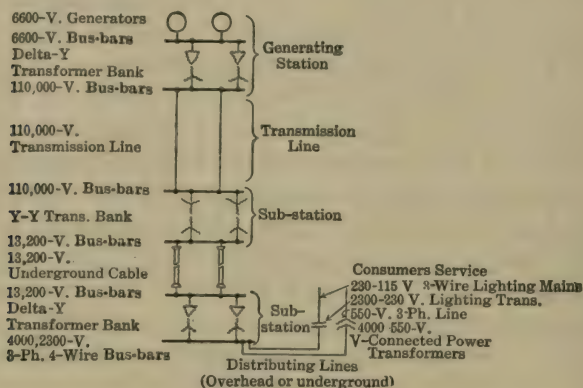 6600-V. Generators
6600-V. Bus-bars
Delta-Y
Transformer Bank
110,000-V. Bus-bars
Generating
Station
110,000-V.
Transmission Line
Transmission
Line
110,000-V. Bus-bars
Y-Y Trans. Bank
Sub-station
13,200-V. Bus-bars
13,200-V.
Underground Cable
13,200-V. Bus-bars
Delta-Y
Transformer Bank
4000,2300-V.
3-Ph. 4-Wire Bus-bars
Sub-
station
Consumers Service
230-115 V 3-Wire Lighting Mains
2300-230 V. Lighting Trans.
550-V. 3-Ph. Line
4000 550-V.
V-Connected Power
Transformers
Distributing Lines
(Overhead or underground)